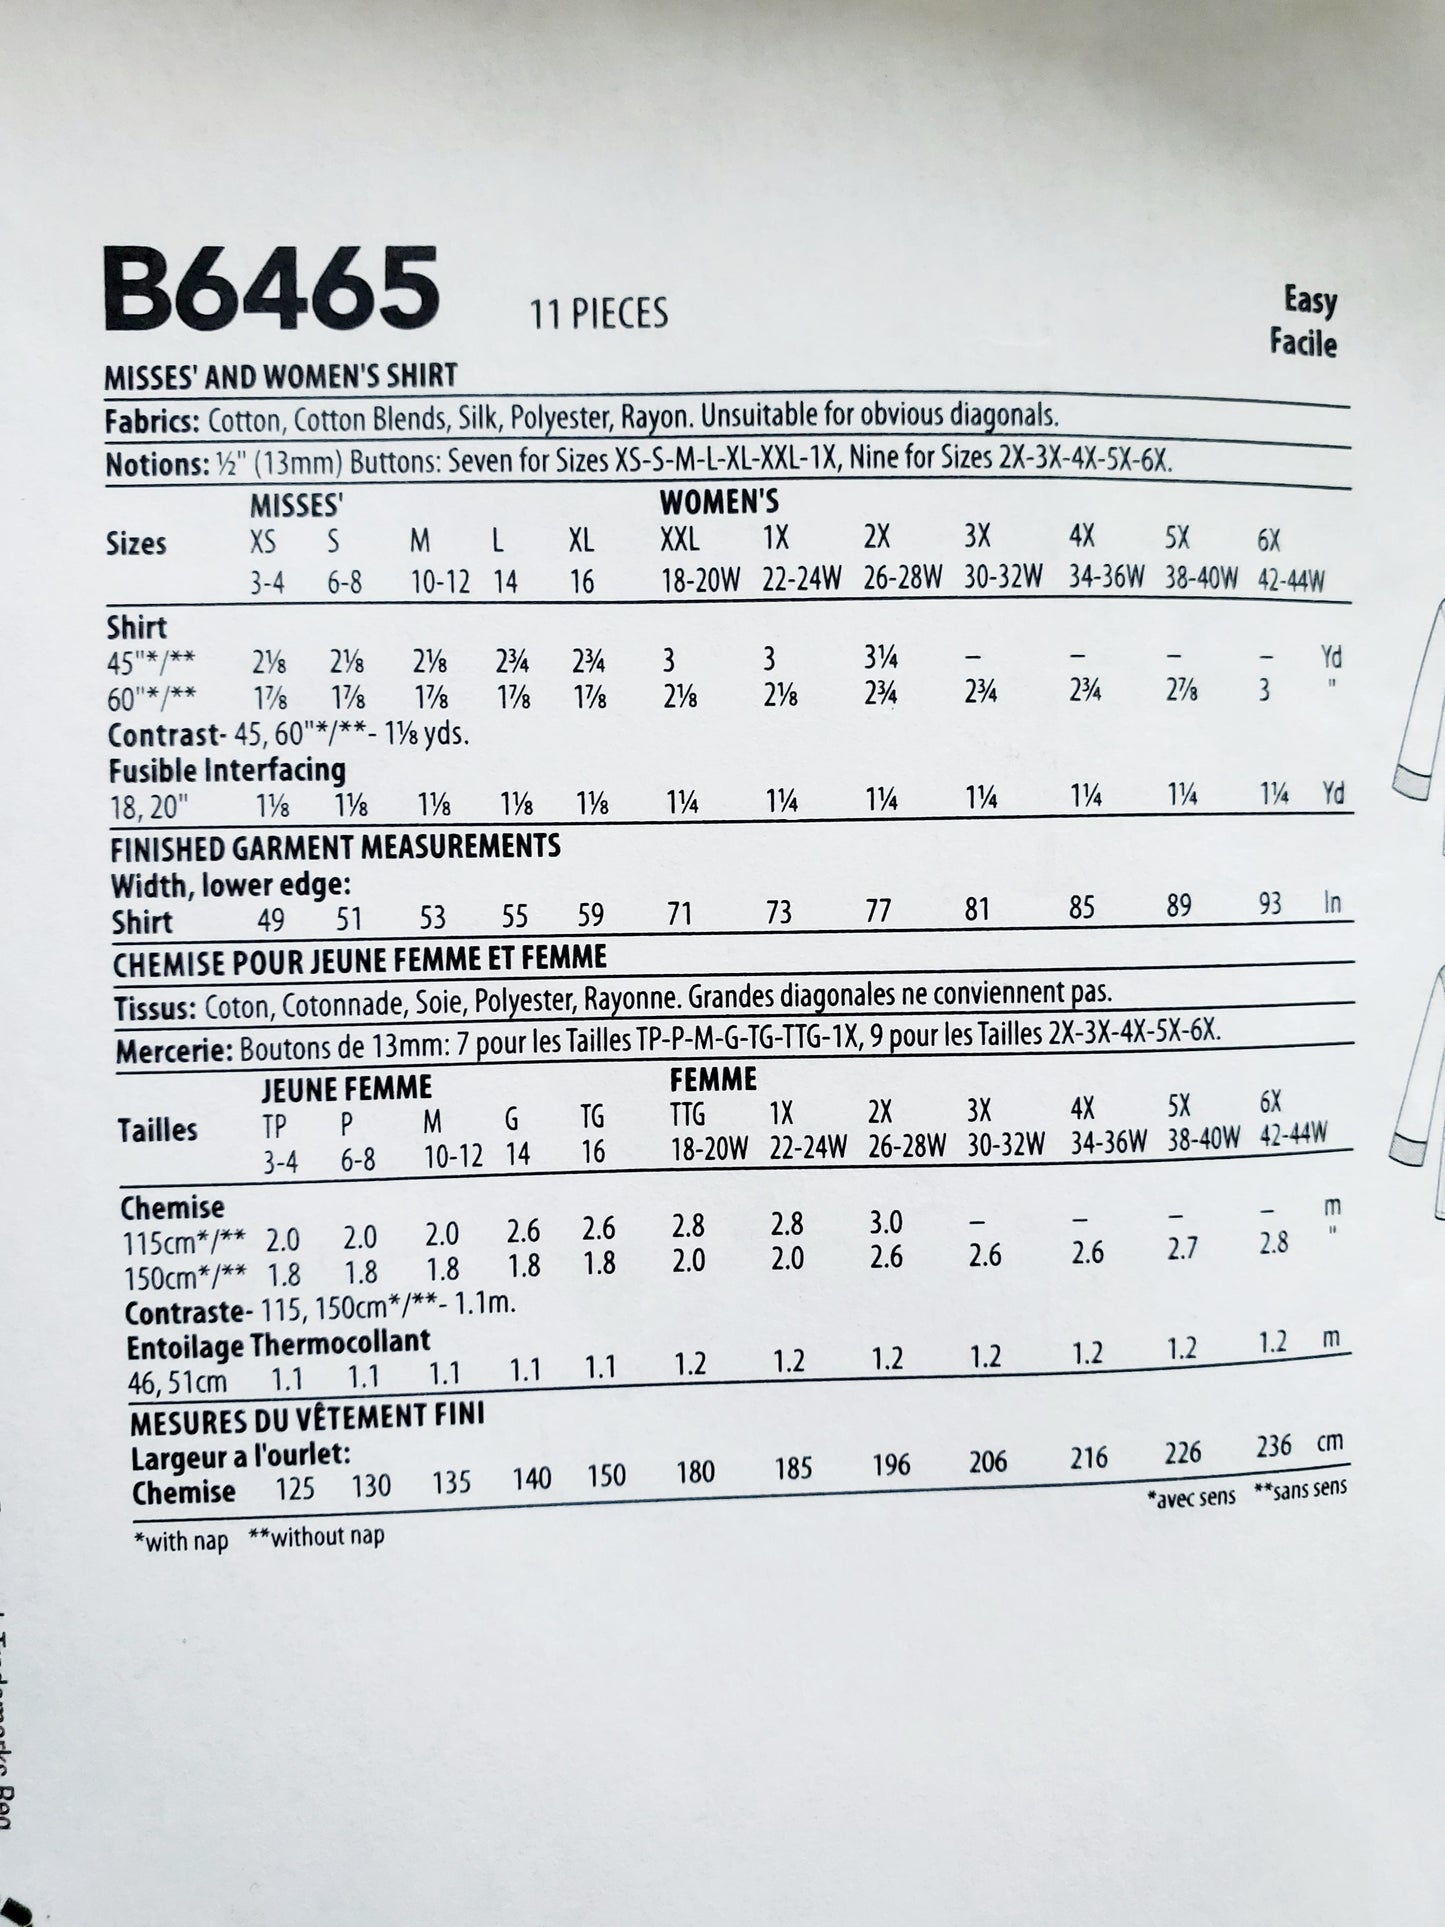 B6465 11 PIECES
Easy
Facile
MISSES' AND WOMEN'S SHIRT
Fabrics: Cotton, Cotton Blends, Silk, Polyester, Rayon. Unsuitable for obvious diagonals.
Notions: ½" (13mm) Buttons: Seven for Sizes XS-S-M-L-XL-XXL-1X, Nine for Sizes 2X-3X-4X-5X-6X.
MISSES' WOMEN'S
Sizes XS S M L XL XXL 1X 2X 3X 4X 5X 6X
3-4 6-8 10-12 14 16 18-20W 22-24W 26-28W 30-32W 34-36W 38-40W 42-44W
Shirt
45"*/** 2⅛ 2⅛ 2⅛ 2¾ 2¾ 3 3 3¼ – – – – Yd
60"*/** 1⅞ 1⅞ 1⅞ 1⅞ 1⅞ 2⅛ 2⅛ 2¾ 2¾ 2¾ 2⅞ 3 "
Contrast- 45, 60"*/**- 1⅛ yds.
Fusible Interfacing
18, 20" 1⅛ 1⅛ 1⅛ 1⅛ 1⅛ 1¼ 1¼ 1¼ 1¼ 1¼ 1¼ 1¼ Yd
FINISHED GARMENT MEASUREMENTS
Width, lower edge:
Shirt 49 51 53 55 59 71 73 77 81 85 89 93 In
CHEMISE POUR JEUNE FEMME ET FEMME
Tissus: Coton, Cotonnade, Soie, Polyester, Rayonne. Grandes diagonales ne conviennent pas.
Mercerie: Boutons de 13mm: 7 pour les Tailles TP-P-M-G-TG-TTG-1X, 9 pour les Tailles 2X-3X-4X-5X-6X.
JEUNE FEMME FEMME
Tailles TP P M G TG TTG 1X 2X 3X 4X 5X 6X
3-4 6-8 10-12 14 16 18-20W 22-24W 26-28W 30-32W 34-36W 38-40W 42-44W
Chemise
115cm*/** 2.0 2.0 2.0 2.6 2.6 2.8 2.8 3.0 – – – – m
150cm*/** 1.8 1.8 1.8 1.8 1.8 2.0 2.0 2.6 2.6 2.6 2.7 2.8 "
Contraste- 115, 150cm*/**- 1.1m.
Entoilage Thermocollant
46, 51cm 1.1 1.1 1.1 1.1 1.1 1.2 1.2 1.2 1.2 1.2 1.2 1.2 m
MESURES DU VÊTEMENT FINI
Largeur a l'ourlet:
Chemise 125 130 135 140 150 180 185 196 206 216 226 236 cm
*with nap **without nap *avec sens **sans sens